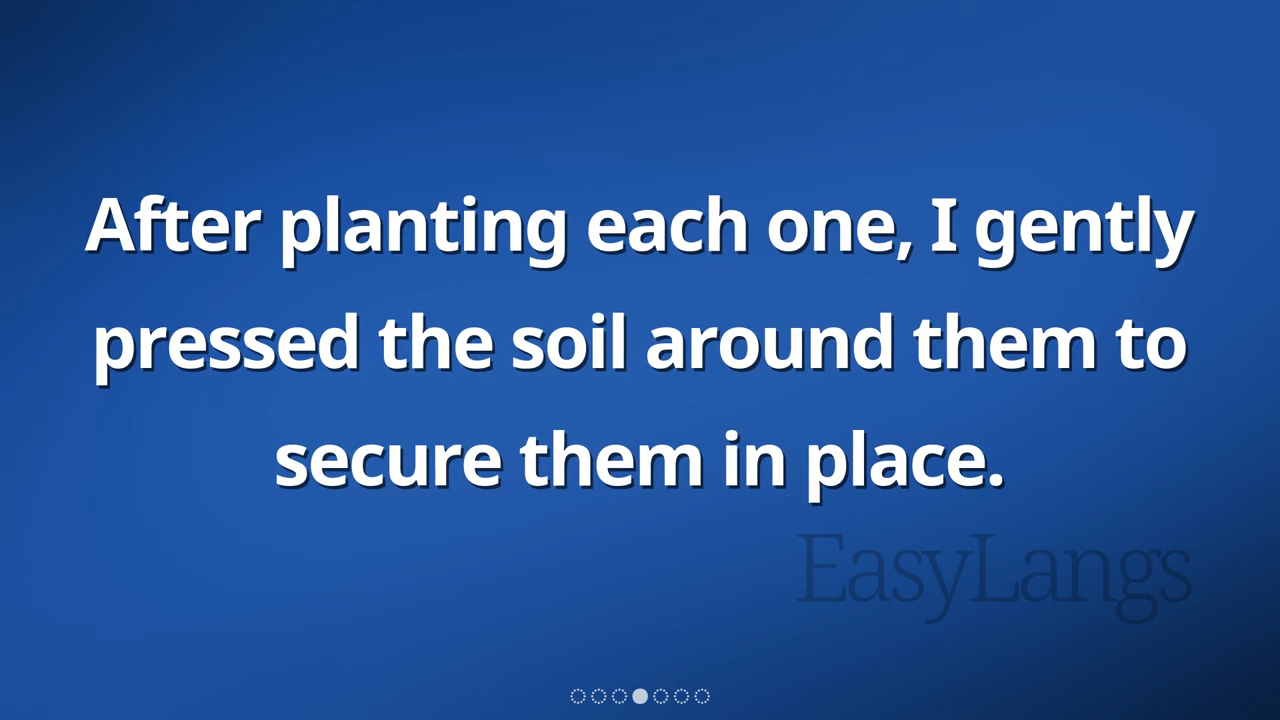 After planting each one, I gently
pressed the soil around them to
secure them in place.
EasyLangs